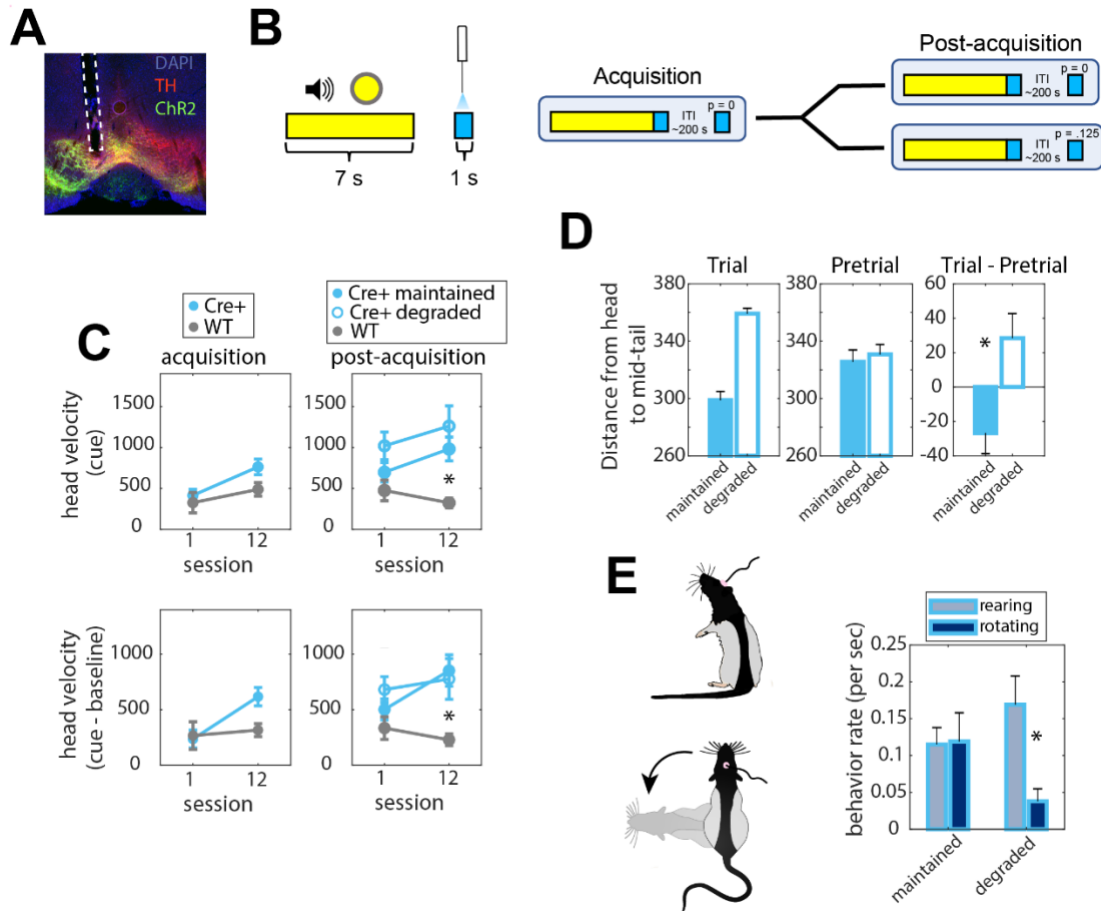 A
DAPI
TH
ChR2
B
7 s
1 s
Acquisition
ITI
~200 s
p = 0
Post-acquisition
ITI
~200 s
p = 0
ITI
~200 s
p = .125
C
Cre+
WT
acquisition
Cre+ maintained
Cre+ degraded
WT
post-acquisition
head velocity
(cue)
1500
1000
500
0
1
12
session
1500
1000
500
0
1
12
session
head velocity
(cue - baseline)
1000
500
0
1
12
session
1000
500
0
1
12
session
*
*
D
Distance from head
to mid-tail
Trial
380
360
340
320
300
260
maintained
degraded
Pretrial
380
360
340
320
300
260
maintained
degraded
Trial - Pretrial
80
60
40
20
0
-20
-40
*
maintained
degraded
E
rearing
rotating
behavior rate (per sec)
0.25
0.2
0.15
0.1
0.05
0
*
maintained
degraded